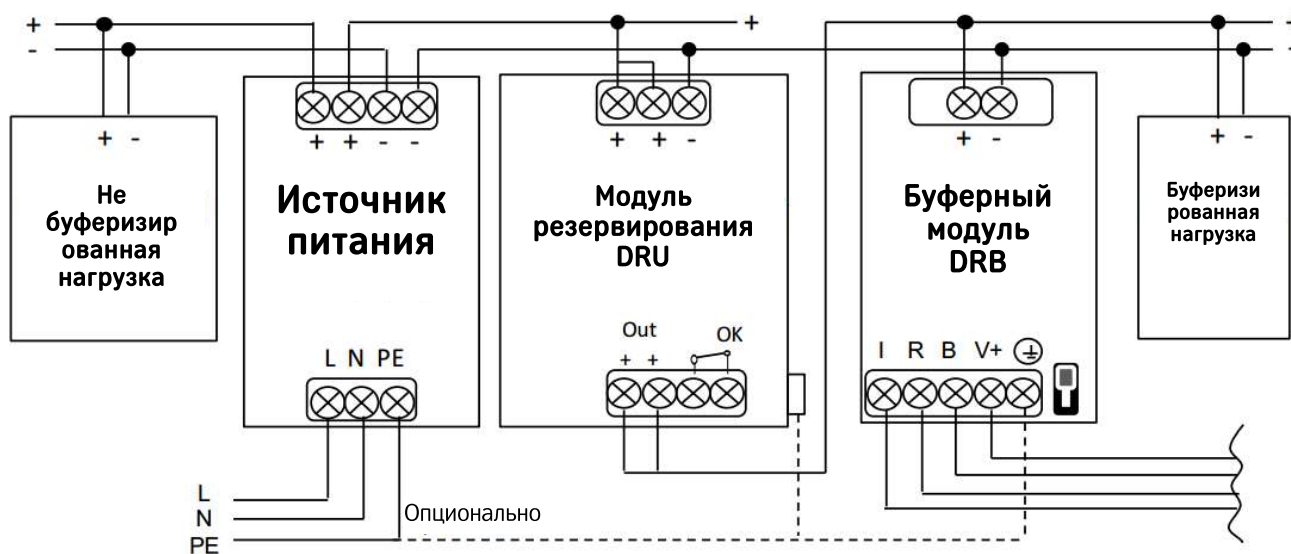 + + +
- -
+ -
+ + - -
+ + -
+ -
+ -
Не
буферизир
ованная
нагрузка
Источник
питания
Модуль
резервирования
DRU
Буферный
модуль
DRB
Буферизи
рованная
нагрузка
L N PE
Out
+ +
OK
I R B V+
L
N
PE
Опционально